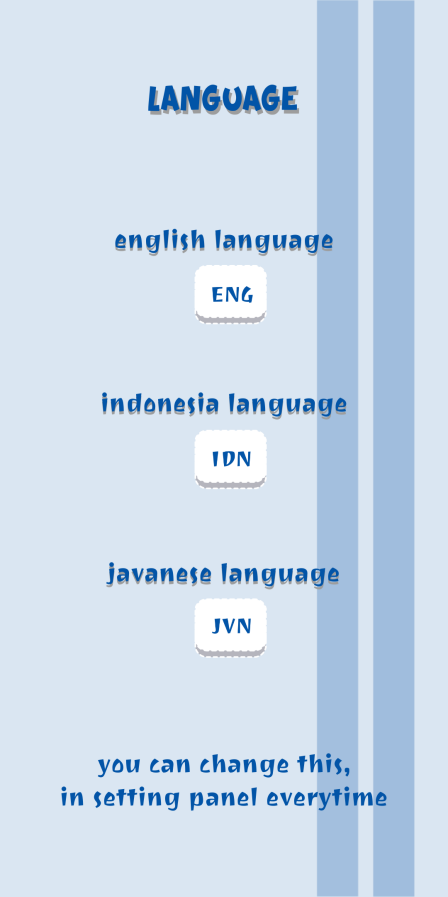 LANGUAGE
english language
ENG
indonesia language
IDN
javanese language
JVN
you can change this,
in setting panel everytime